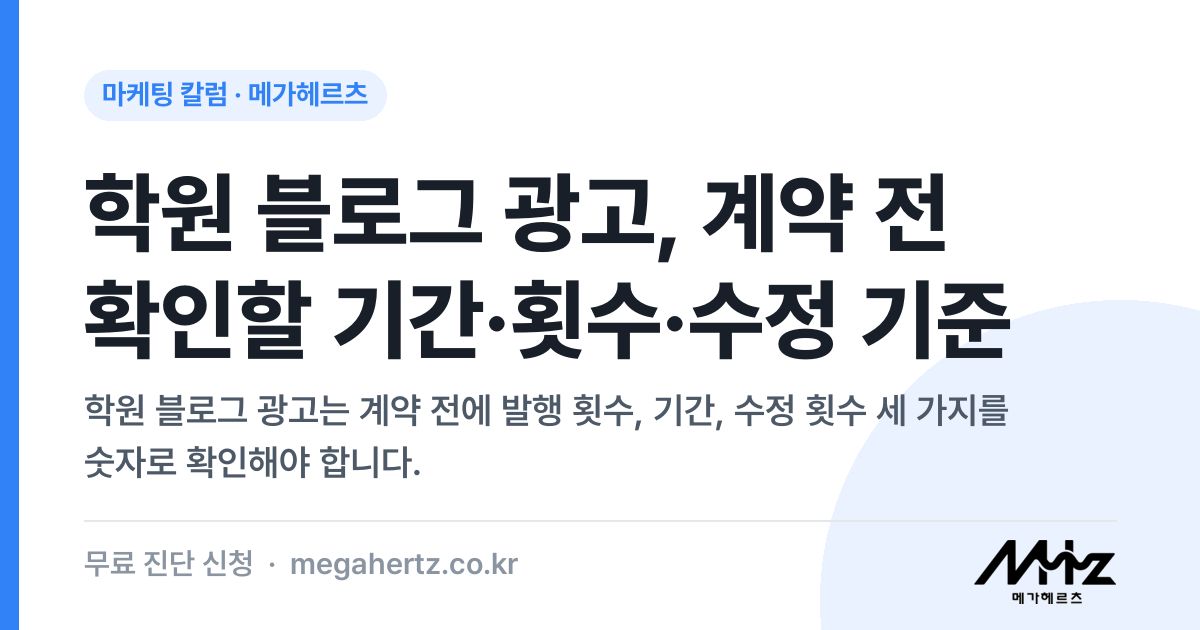 마케팅 칼럼 · 메가헤르츠
학원 블로그 광고, 계약 전
확인할 기간·횟수·수정 기준
학원 블로그 광고는 계약 전에 발행 횟수, 기간, 수정 횟수 세 가지를
숫자로 확인해야 합니다.
무료 진단 신청 · megahertz.co.kr
MHz
메가헤르츠